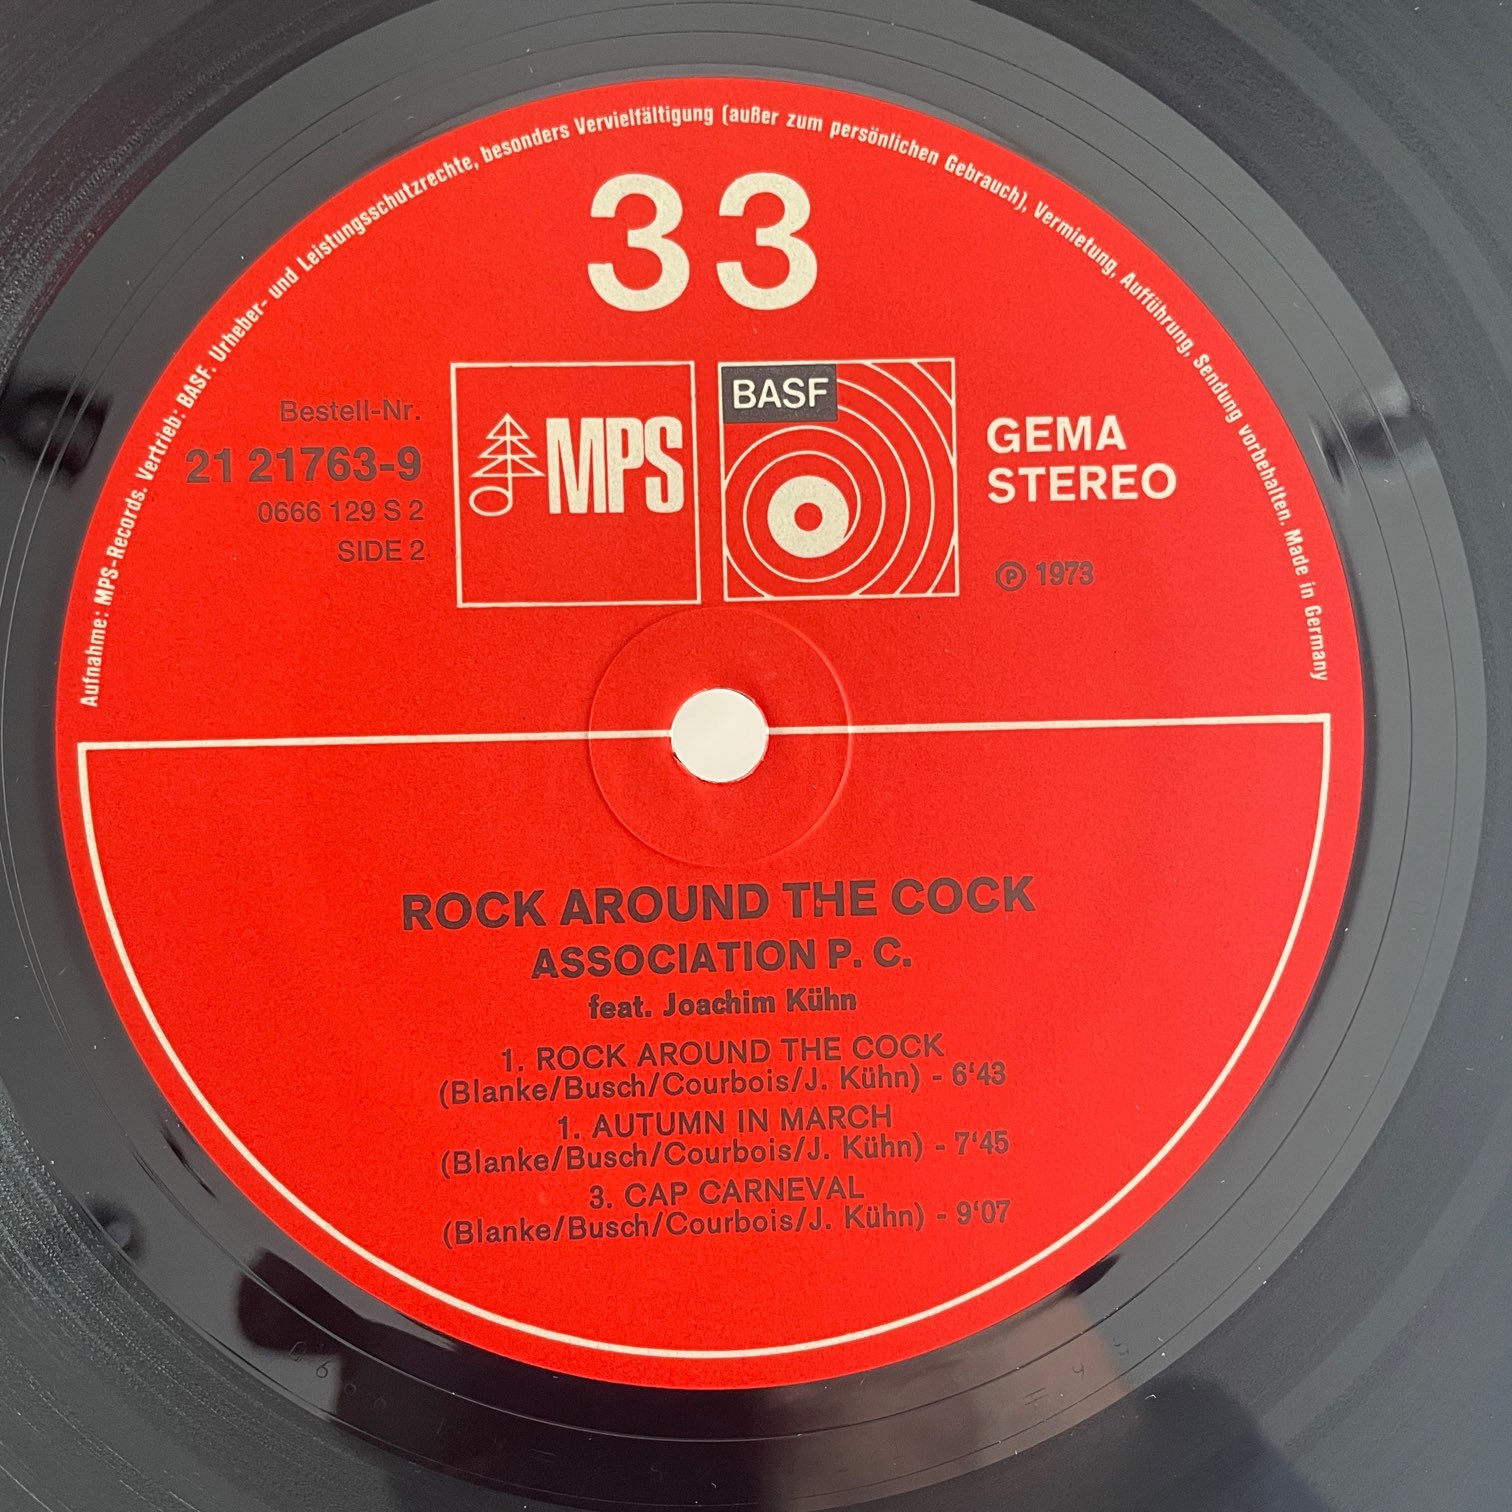 Aufnahme: MPS-Records. Vertrieb: BASF. Urheber- und Leistungsschutzrechte, besonders Vervielfältigung (außer zum persönlichen Gebrauch), Vermietung, Aufführung, Sendung vorbehalten. Made in Germany
33
Bestell-Nr.
21 21763-9
0666 129 S 2
SIDE 2
MPS
BASF
GEMA
STEREO
℗ 1973
ROCK AROUND THE COCK
ASSOCIATION P. C.
feat. Joachim Kühn
1. ROCK AROUND THE COCK
(Blanke/Busch/Courbois/J. Kühn) - 6‘43
1. AUTUMN IN MARCH
(Blanke/Busch/Courbois/J. Kühn) - 7‘45
3. CAP CARNEVAL
(Blanke/Busch/Courbois/J. Kühn) - 9‘07